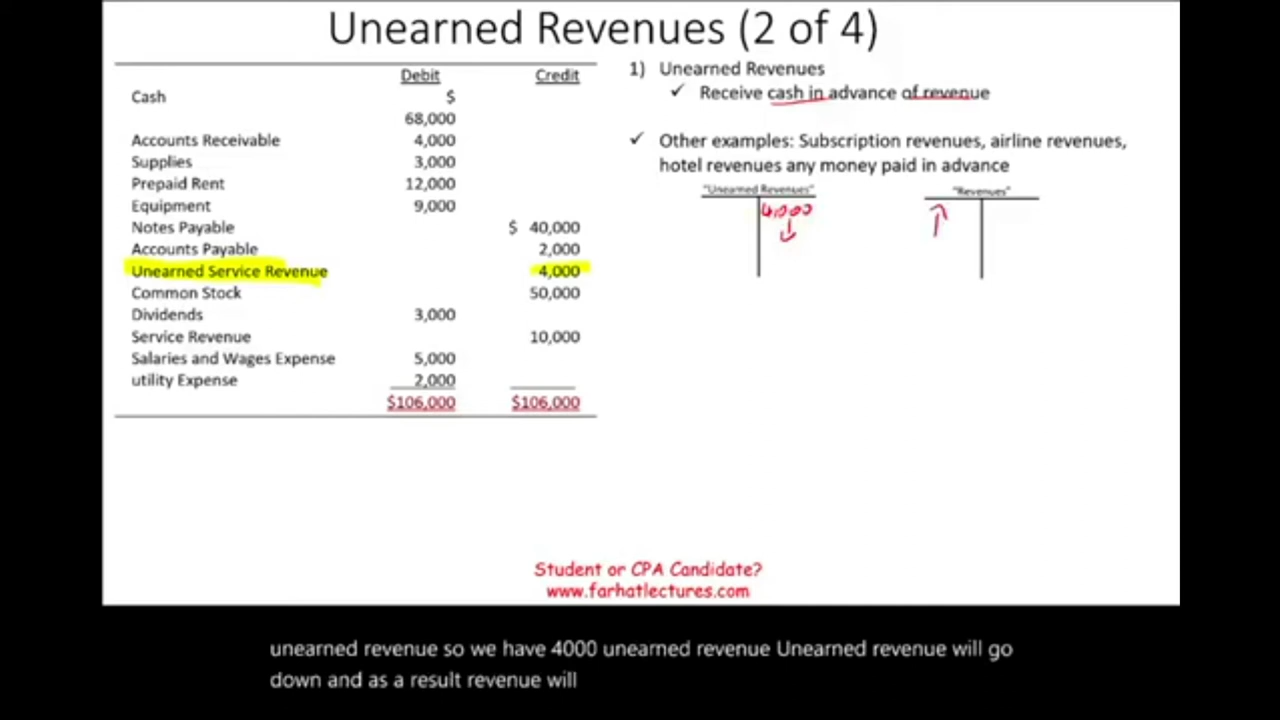 Unearned Revenues (2 of 4)
Debit Credit
Cash $
68,000
Accounts Receivable 4,000
Supplies 3,000
Prepaid Rent 12,000
Equipment 9,000
Notes Payable $ 40,000
Accounts Payable 2,000
Unearned Service Revenue 4,000
Common Stock 50,000
Dividends 3,000
Service Revenue 10,000
Salaries and Wages Expense 5,000
utility Expense 2,000
$106,000 $106,000
1) Unearned Revenues
✓ Receive cash in advance of revenue
✓ Other examples: Subscription revenues, airline revenues,
hotel revenues any money paid in advance
"Unearned Revenues" "Revenues"
4,000
Student or CPA Candidate?
www.farhatlectures.com
unearned revenue so we have 4000 unearned revenue Unearned revenue will go
down and as a result revenue will